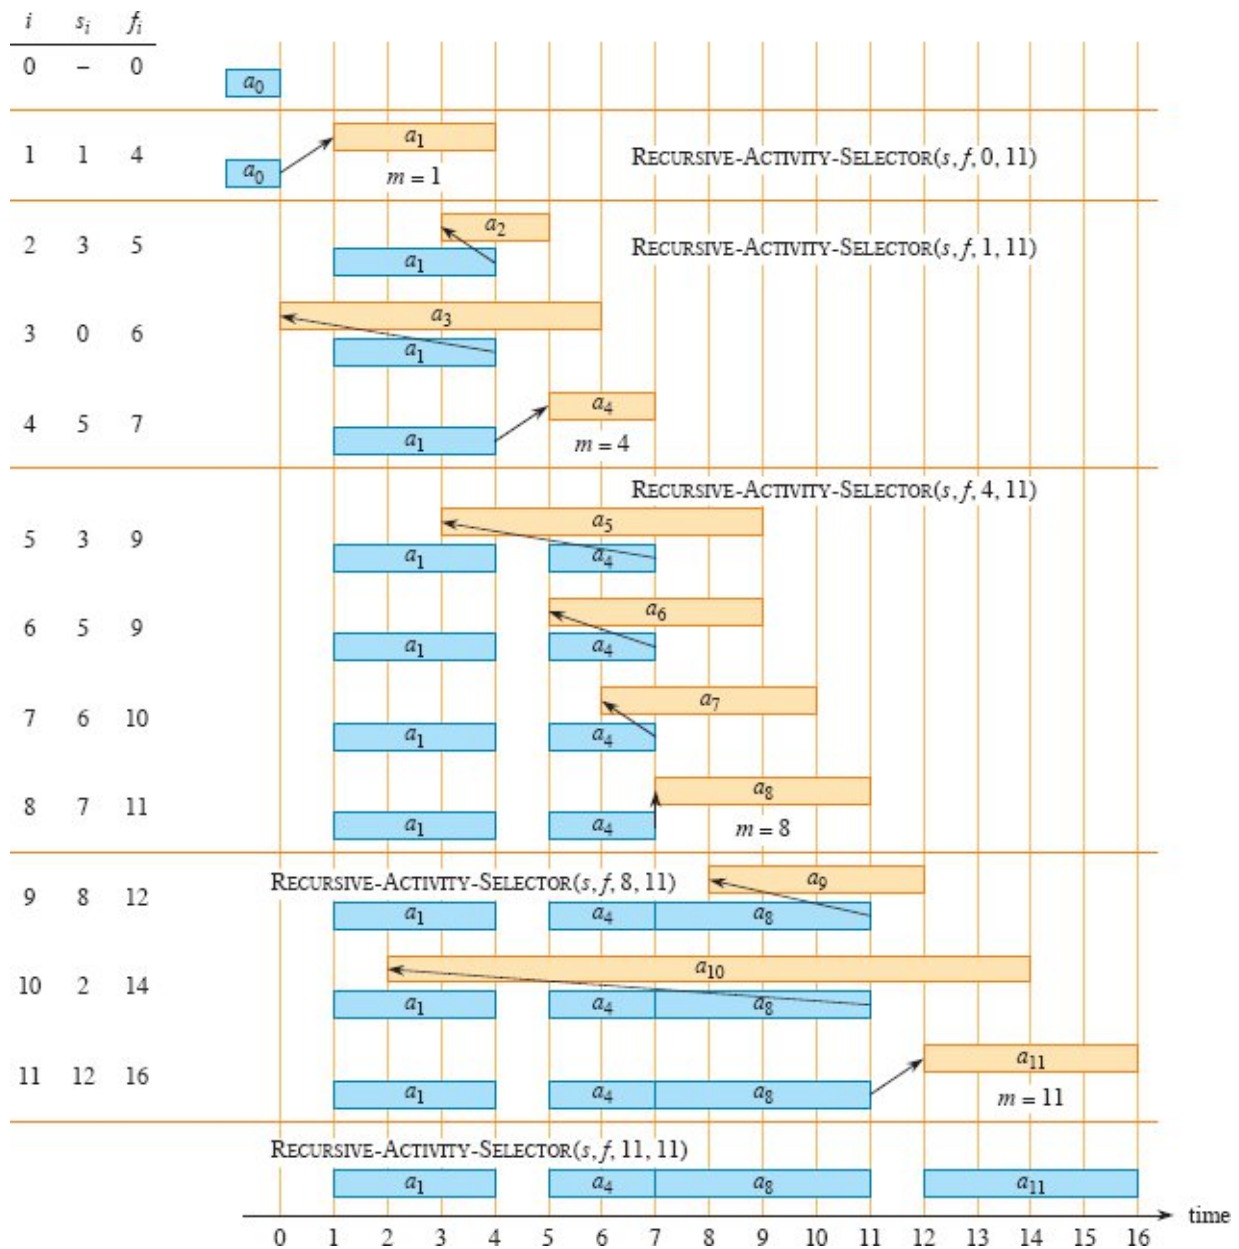 i s_i f_i
0 – 0
a_0
a_1
1 1 4 RECURSIVE-ACTIVITY-SELECTOR(s, f, 0, 11)
a_0 m = 1
a_2
2 3 5 RECURSIVE-ACTIVITY-SELECTOR(s, f, 1, 11)
a_1
a_3
3 0 6
a_1
a_4
4 5 7
a_1 m = 4
RECURSIVE-ACTIVITY-SELECTOR(s, f, 4, 11)
a_5
5 3 9
a_1 a_4
a_6
6 5 9
a_1 a_4
a_7
7 6 10
a_1 a_4
a_8
8 7 11
a_1 a_4 m = 8
RECURSIVE-ACTIVITY-SELECTOR(s, f, 8, 11) a_9
9 8 12
a_1 a_4 a_8
a_10
10 2 14
a_1 a_4 a_8
a_11
11 12 16
a_1 a_4 a_8 m = 11
RECURSIVE-ACTIVITY-SELECTOR(s, f, 11, 11)
a_1 a_4 a_8 a_11
time
0 1 2 3 4 5 6 7 8 9 10 11 12 13 14 15 16